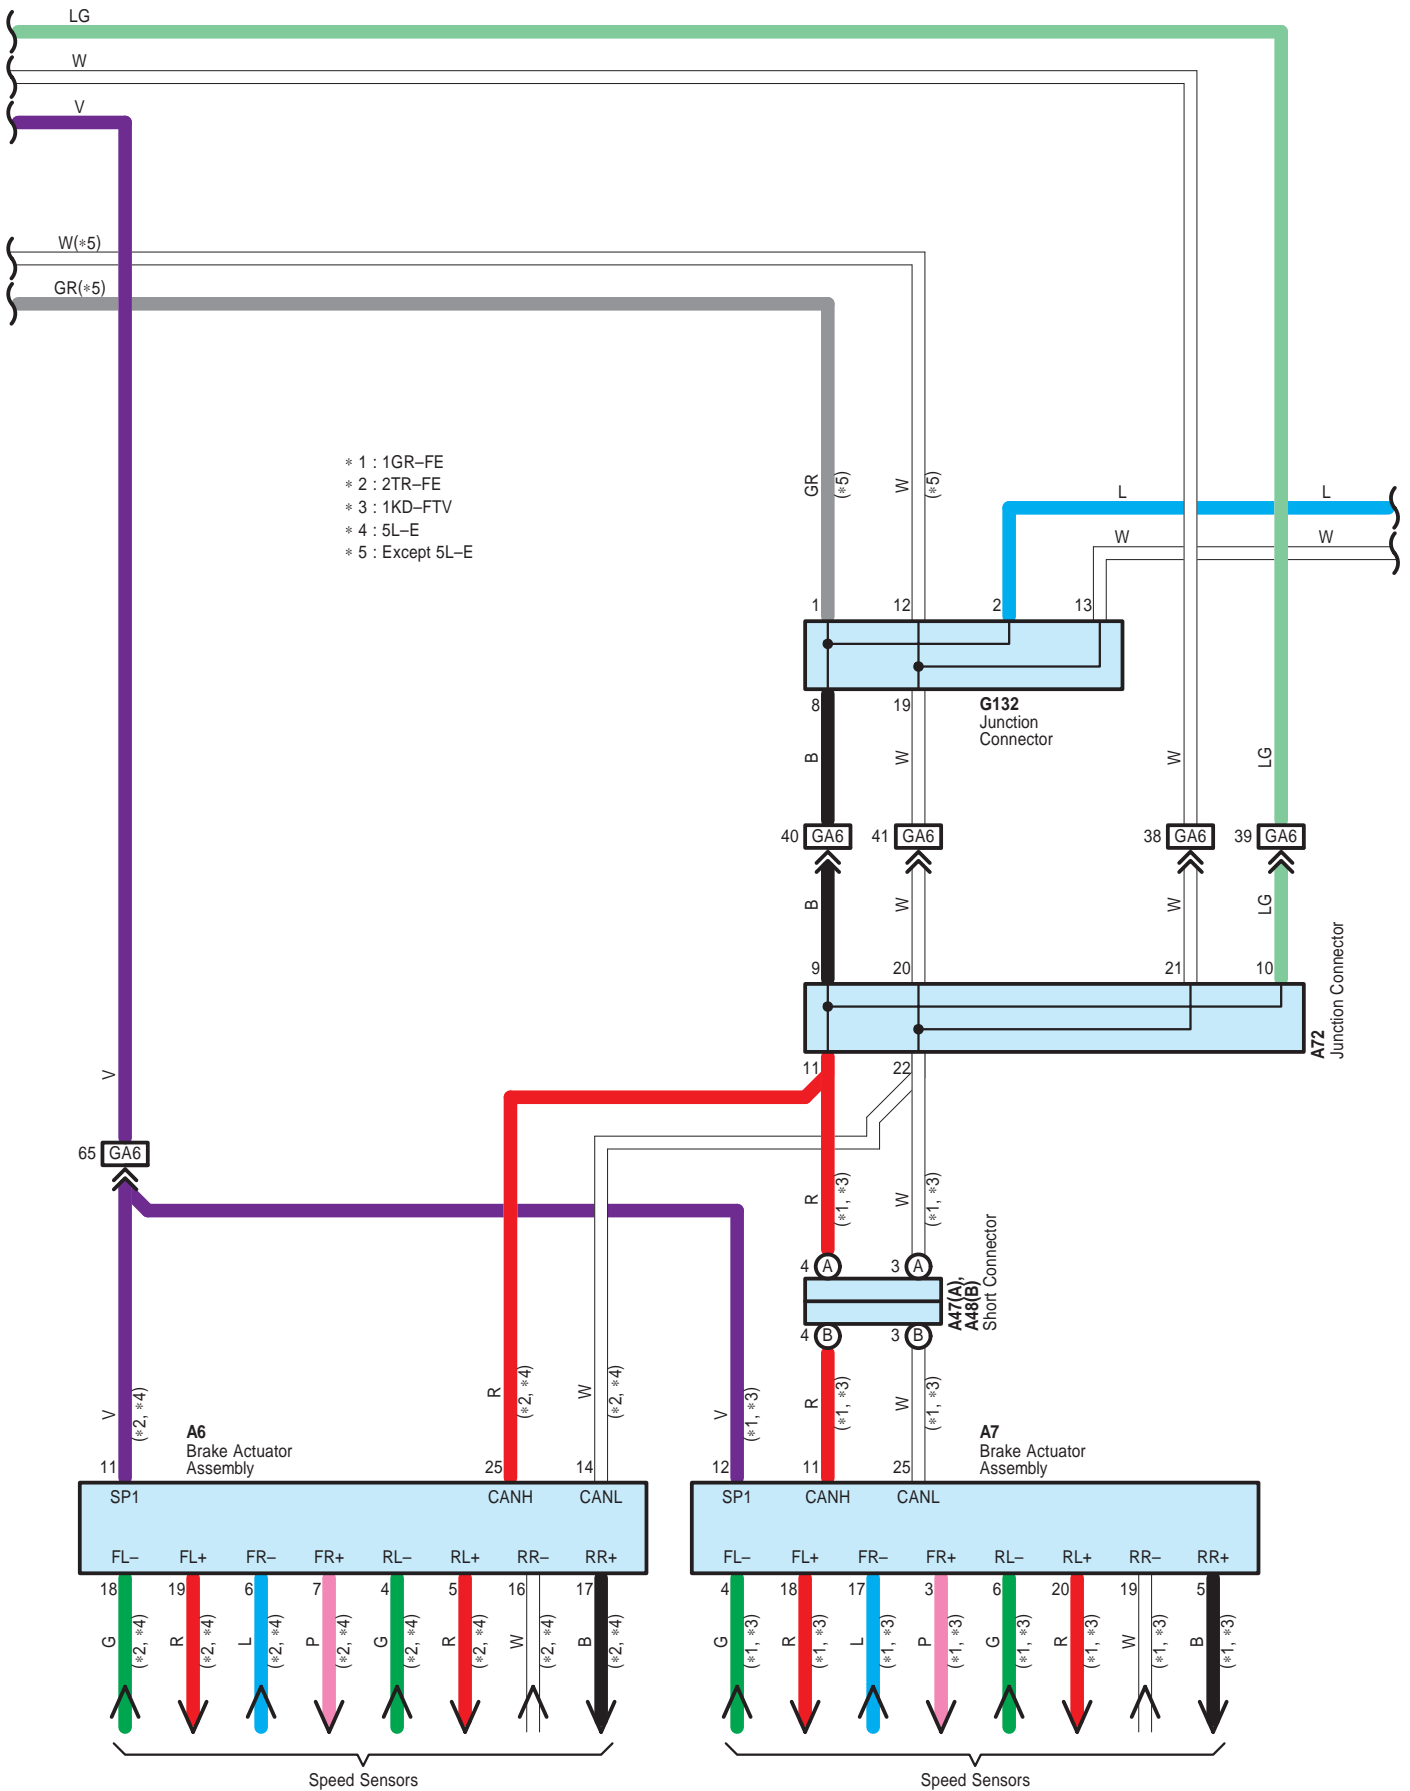 LG
W
V
W(∗5)
GR(∗5)
∗ 1 : 1GR–FE
∗ 2 : 2TR–FE
∗ 3 : 1KD–FTV
∗ 4 : 5L–E
∗ 5 : Except 5L–E
GR
(∗5)
W
(∗5)
L
L
W
W
1
12
2
13
8
19
G132
Junction
Connector
B
W
W
LG
40 GA6
41 GA6
38 GA6
39 GA6
B
W
W
LG
9
20
21
10
A72
Junction Connector
11
22
V
65 GA6
R
(∗1, ∗3)
W
(∗1, ∗3)
4 A
3 A
A47(A),
A48(B)
Short Connector
4 B
3 B
V
(∗2, ∗4)
R
(∗2, ∗4)
W
(∗2, ∗4)
V
(∗1, ∗3)
R
(∗1, ∗3)
W
(∗1, ∗3)
A6
Brake Actuator
Assembly
A7
Brake Actuator
Assembly
11
25
14
12
11
25
SP1
CANH
CANL
SP1
CANH
CANL
FL–
FL+
FR–
FR+
RL–
RL+
RR–
RR+
FL–
FL+
FR–
FR+
RL–
RL+
RR–
RR+
18
19
6
7
4
5
16
17
4
18
17
3
6
20
19
5
G
(∗2, ∗4)
R
(∗2, ∗4)
L
(∗2, ∗4)
P
(∗2, ∗4)
G
(∗2, ∗4)
R
(∗2, ∗4)
W
(∗2, ∗4)
B
(∗2, ∗4)
G
(∗1, ∗3)
R
(∗1, ∗3)
L
(∗1, ∗3)
P
(∗1, ∗3)
G
(∗1, ∗3)
R
(∗1, ∗3)
W
(∗1, ∗3)
B
(∗1, ∗3)
Speed Sensors
Speed Sensors